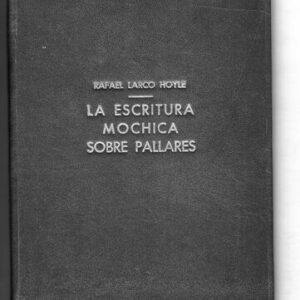 RAFAEL LARCO HOYLE
LA ESCRITURA
MOCHICA
SOBRE PALLARES